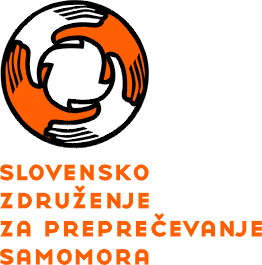 SLOVENSKO
ZDRUŽENJE
ZA PREPREČEVANJE
SAMOMORA